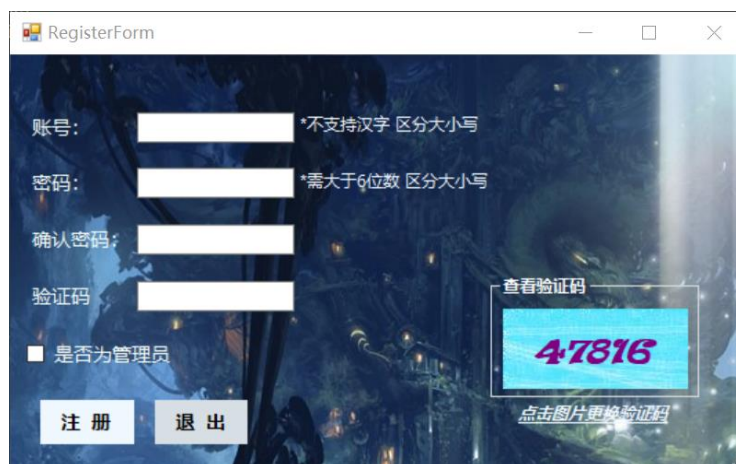 RegisterForm
账号：
*不支持汉字 区分大小写
密码：
*需大于6位数 区分大小写
确认密码：
验证码
查看验证码
47816
是否为管理员
注 册
退 出
点击图片更换验证码